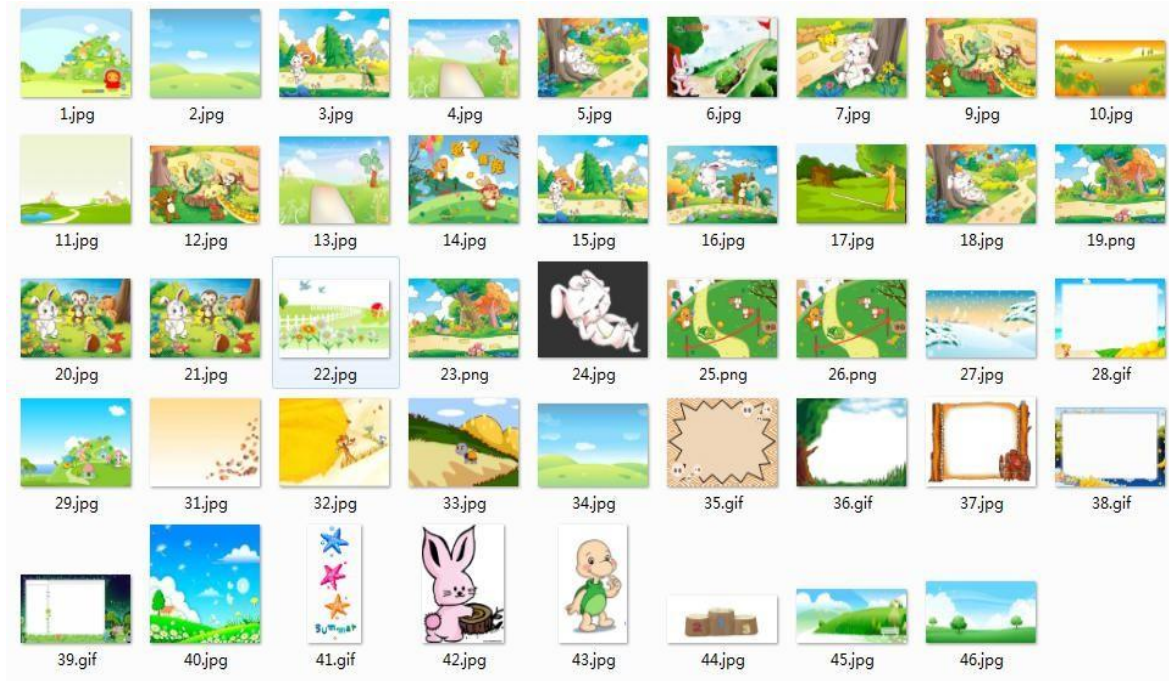 1.jpg 2.jpg 3.jpg 4.jpg 5.jpg 6.jpg 7.jpg 9.jpg 10.jpg
11.jpg 12.jpg 13.jpg 14.jpg 15.jpg 16.jpg 17.jpg 18.jpg 19.png
20.jpg 21.jpg 22.jpg 23.png 24.jpg 25.png 26.png 27.jpg 28.gif
29.jpg 31.jpg 32.jpg 33.jpg 34.jpg 35.gif 36.gif 37.jpg 38.gif
summer
39.gif 40.jpg 41.gif 42.jpg 43.jpg 44.jpg 45.jpg 46.jpg